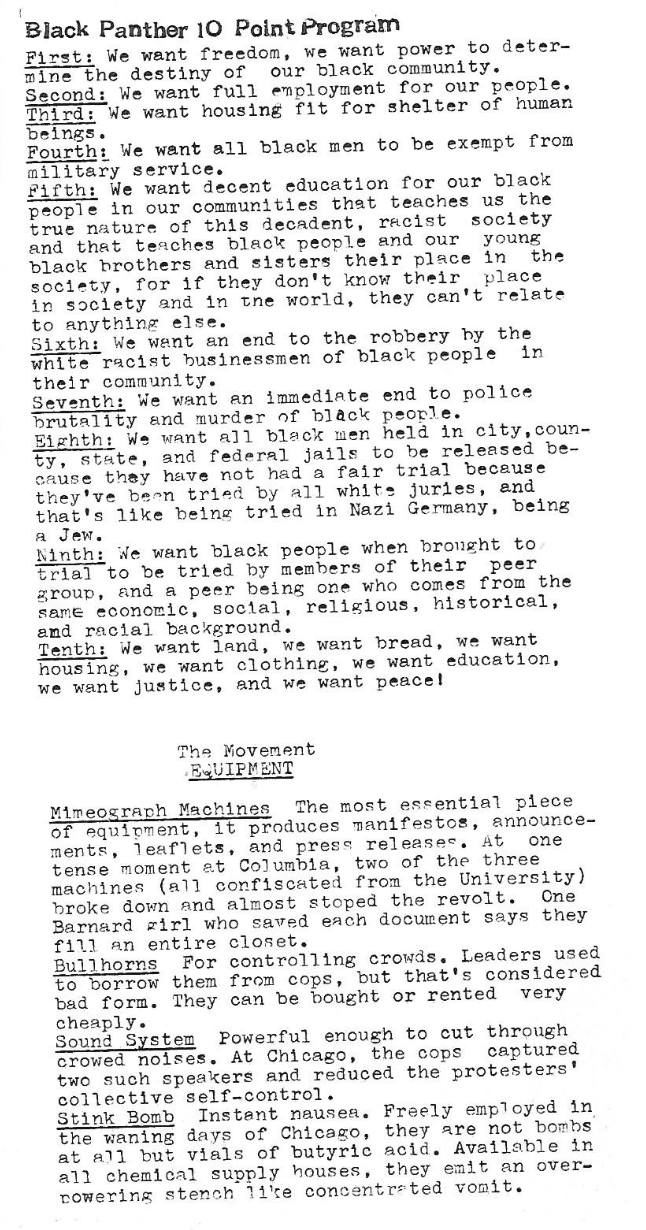 Black Panther 10 Point Program
First: We want freedom, we want power to deter-
mine the destiny of our black community.
Second: We want full employment for our people.
Third: We want housing fit for shelter of human
beings.
Fourth: We want all black men to be exempt from
military service.
Fifth: We want decent education for our black
people in our communities that teaches us the
true nature of this decadent, racist society
and that teaches black people and our young
black brothers and sisters their place in the
society, for if they don't know their place
in society and in the world, they can't relate
to anything else.
Sixth: We want an end to the robbery by the
white racist businessmen of black people in
their community.
Seventh: We want an immediate end to police
brutality and murder of black people.
Eighth: We want all black men held in city,coun-
ty, state, and federal jails to be released be-
cause they have not had a fair trial because
they've been tried by all white juries, and
that's like being tried in Nazi Germany, being
a Jew.
Ninth: We want black people when brought to
trial to be tried by members of their peer
group, and a peer being one who comes from the
same economic, social, religious, historical,
and racial background.
Tenth: We want land, we want bread, we want
housing, we want clothing, we want education,
we want justice, and we want peace!
The Movement
EQUIPMENT
Mimeograph Machines The most essential piece
of equipment, it produces manifestos, announce-
ments, leaflets, and press releases. At one
tense moment at Columbia, two of the three
machines (all confiscated from the University)
broke down and almost stoped the revolt. One
Barnard girl who saved each document says they
fill an entire closet.
Bullhorns For controlling crowds. Leaders used
to borrow them from cops, but that's considered
bad form. They can be bought or rented very
cheaply.
Sound System Powerful enough to cut through
crowed noises. At Chicago, the cops captured
two such speakers and reduced the protesters'
collective self-control.
Stink Bomb Instant nausea. Freely employed in
the waning days of Chicago, they are not bombs
at all but vials of butyric acid. Available in
all chemical supply houses, they emit an over-
powering stench like concentrated vomit.